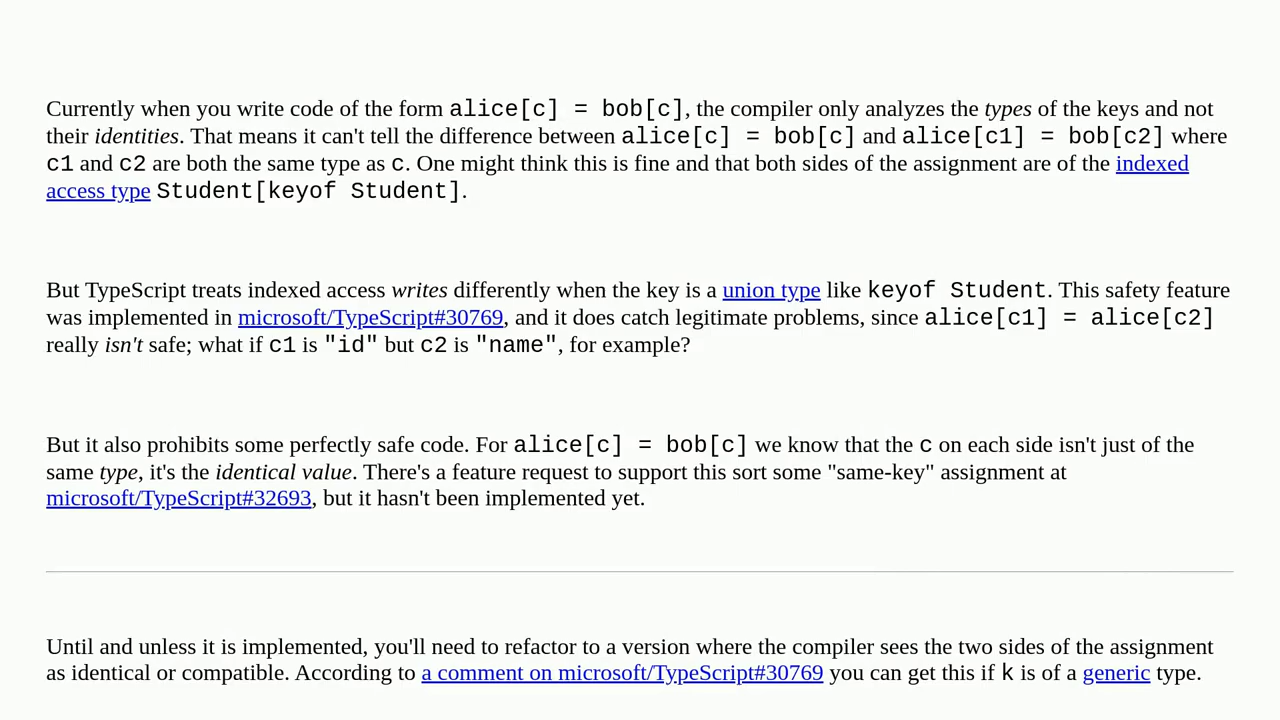 Currently when you write code of the form alice[c] = bob[c], the compiler only analyzes the types of the keys and not
their identities. That means it can't tell the difference between alice[c] = bob[c] and alice[c1] = bob[c2] where
c1 and c2 are both the same type as c. One might think this is fine and that both sides of the assignment are of the indexed
access type Student[keyof Student].
But TypeScript treats indexed access writes differently when the key is a union type like keyof Student. This safety feature
was implemented in microsoft/TypeScript#30769, and it does catch legitimate problems, since alice[c1] = alice[c2]
really isn't safe; what if c1 is "id" but c2 is "name", for example?
But it also prohibits some perfectly safe code. For alice[c] = bob[c] we know that the c on each side isn't just of the
same type, it's the identical value. There's a feature request to support this sort some "same-key" assignment at
microsoft/TypeScript#32693, but it hasn't been implemented yet.
Until and unless it is implemented, you'll need to refactor to a version where the compiler sees the two sides of the assignment
as identical or compatible. According to a comment on microsoft/TypeScript#30769 you can get this if k is of a generic type.